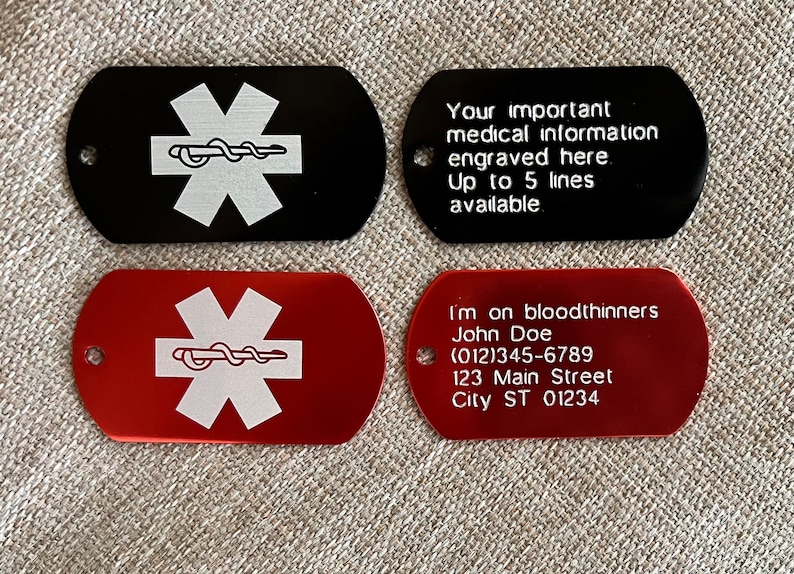 Your important
medical information
engraved here.
Up to 5 lines
available.
I'm on bloodthinners
John Doe
(012)345-6789
123 Main Street
City ST 01234